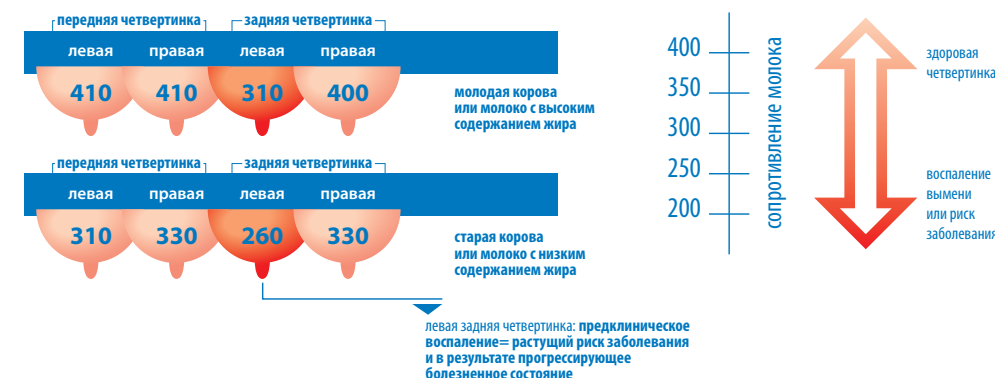 передняя четвертинка задняя четвертинка
левая правая левая правая
410 410 310 400
молодая корова
или молоко с высоким
содержанием жира
передняя четвертинка задняя четвертинка
левая правая левая правая
310 330 260 330
старая корова
или молоко с низким
содержанием жира
левая задняя четвертинка: предклиническое
воспаление= растущий риск заболевания
и в результате прогрессирующее
болезненное состояние
400
350
300
250
200
сопротивление молока
здоровая
четвертинка
воспаление
вымени
или риск
заболевания